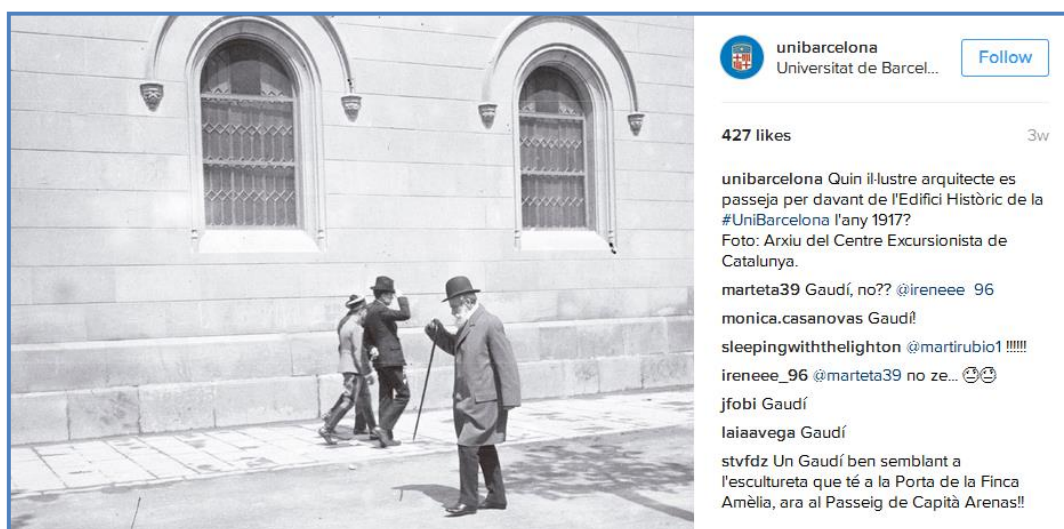 unibarcelona
Universitat de Barcel...
Follow
427 likes
3w
unibarcelona Quin il·lustre arquitecte es
passeja per davant de l'Edifici Històric de la
#UniBarcelona l'any 1917?
Foto: Arxiu del Centre Excursionista de
Catalunya.
marteta39 Gaudí, no?? @ireneee_96
monica.casanovas Gaudí!
sleepingwiththelighton @martirubio1 !!!!!!
ireneee_96 @marteta39 no ze... 😓😓
jfobi Gaudí
laiaavega Gaudí
stvfdz Un Gaudí ben semblant a
l'escultureta que té a la Porta de la Finca
Amèlia, ara al Passeig de Capità Arenas!!